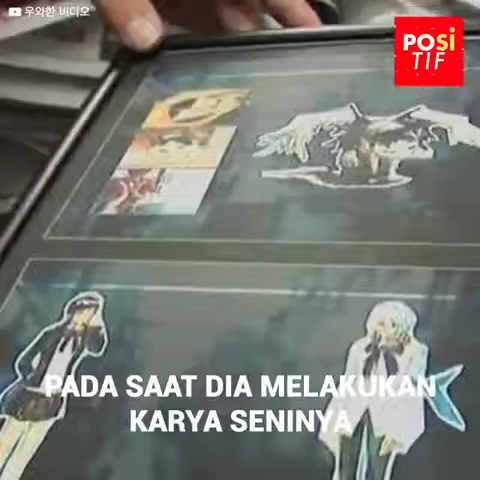 우와한 비디오
POSi
TIF
PADA SAAT DIA MELAKUKAN
KARYA SENINYA